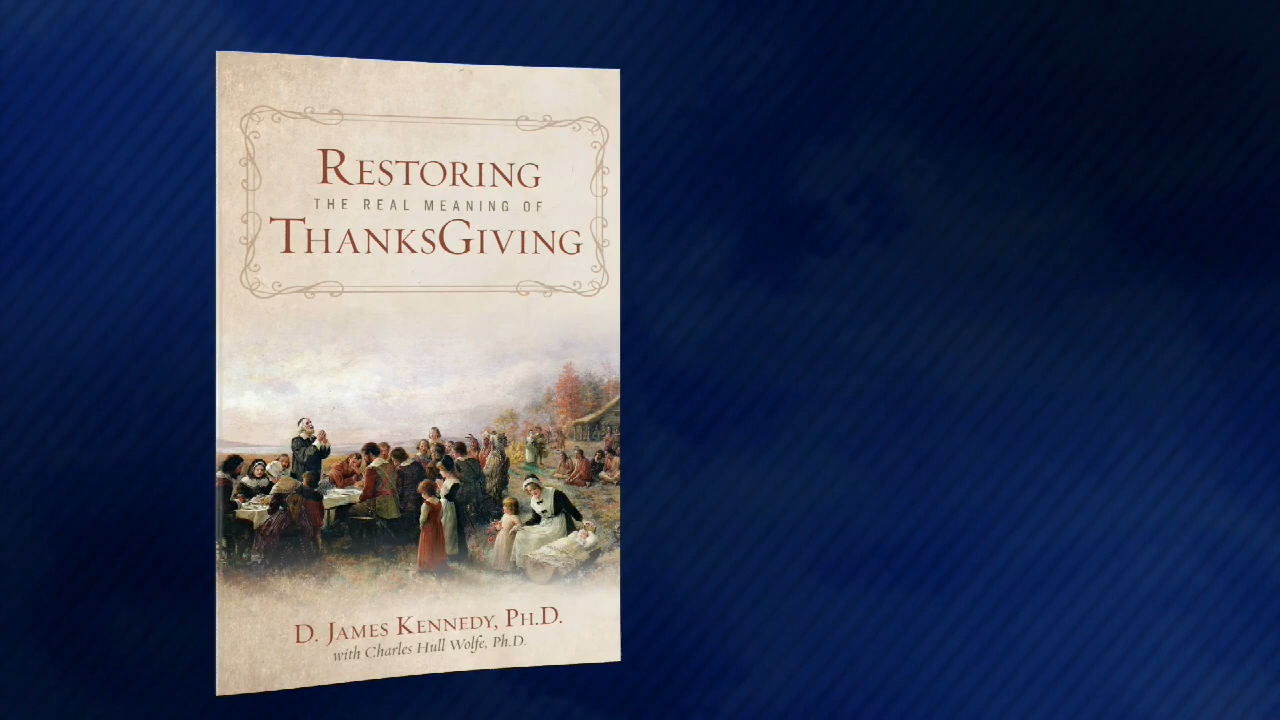 RESTORING
THE REAL MEANING OF
THANKSGIVING
D. JAMES KENNEDY, PH.D.
with Charles Hull Wolfe, Ph.D.